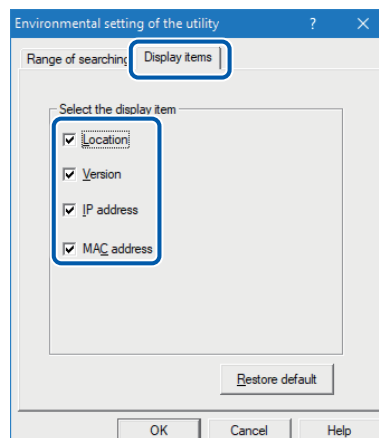 Environmental setting of the utility ? ×
Range of searching Display items
Select the display item
Location
Version
IP address
MAC address
Restore default
OK Cancel Help